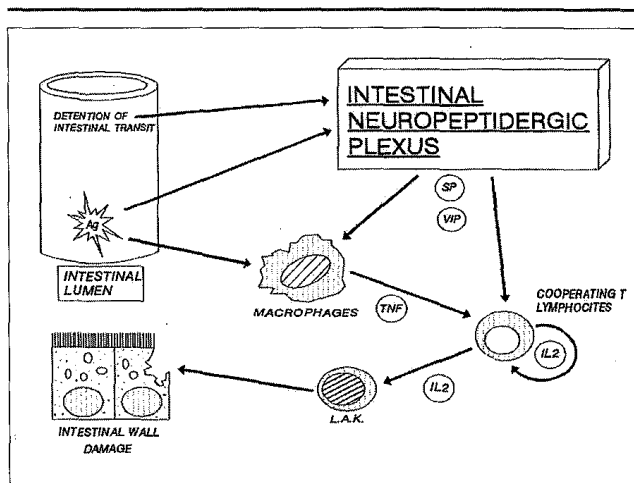 DETENTION OF
INTESTINAL TRANSIT
Ag
INTESTINAL
LUMEN
INTESTINAL
NEUROPEPTIDERGIC
PLEXUS
SP
VIP
MACROPHAGES
TNF
COOPERATING T
LYMPHOCITES
IL2
IL2
L.A.K.
INTESTINAL WALL
DAMAGE